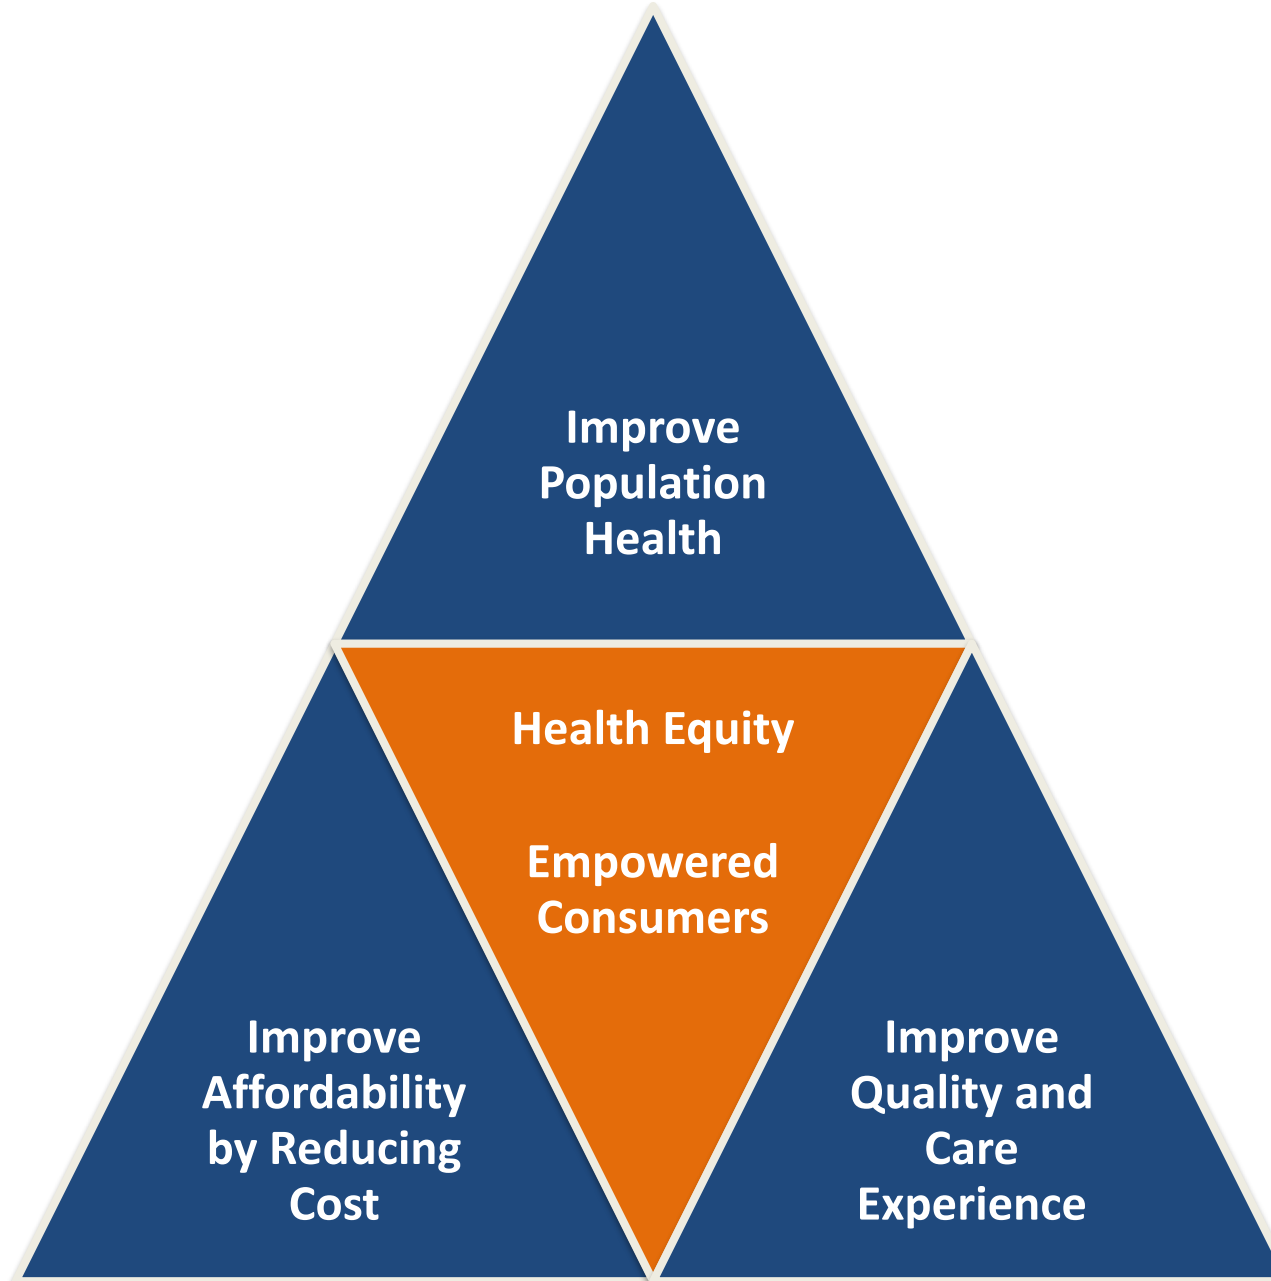 Improve
Population
Health
Health Equity
Empowered
Consumers
Improve
Affordability
by Reducing
Cost
Improve
Quality and
Care
Experience